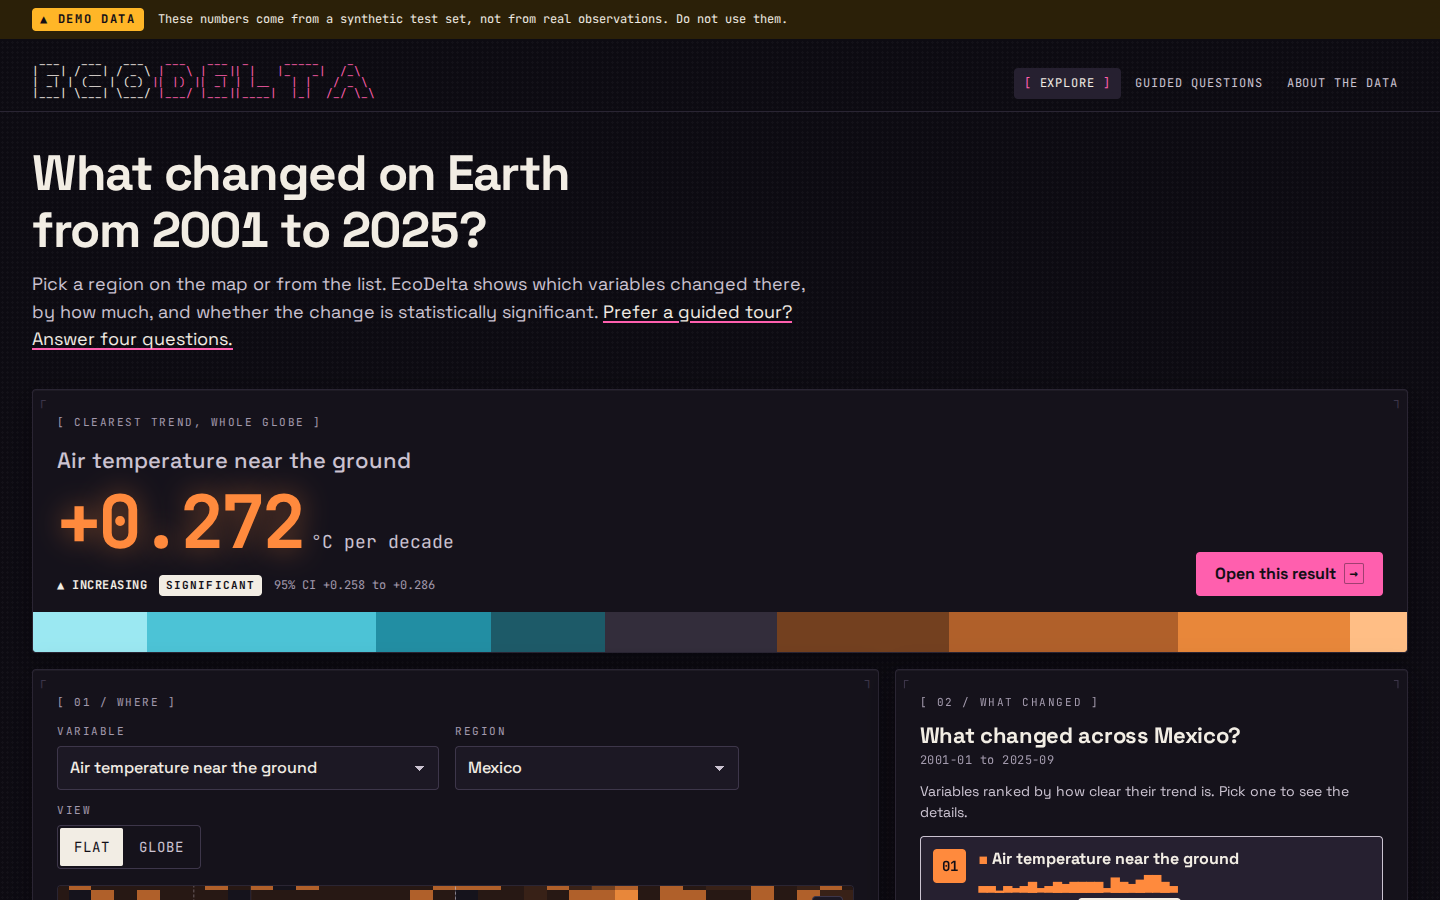 ▲ DEMO DATA These numbers come from a synthetic test set, not from real observations. Do not use them.
ECODELTA
[ EXPLORE ] GUIDED QUESTIONS ABOUT THE DATA
What changed on Earth
from 2001 to 2025?
Pick a region on the map or from the list. EcoDelta shows which variables changed there,
by how much, and whether the change is statistically significant. Prefer a guided tour?
Answer four questions.
[ CLEAREST TREND, WHOLE GLOBE ]
Air temperature near the ground
+0.272 °C per decade
▲ INCREASING SIGNIFICANT 95% CI +0.258 to +0.286
Open this result →
[ 01 / WHERE ]
VARIABLE REGION
Air temperature near the ground Mexico
VIEW
FLAT GLOBE
[ 02 / WHAT CHANGED ]
What changed across Mexico?
2001-01 to 2025-09
Variables ranked by how clear their trend is. Pick one to see the
details.
01 Air temperature near the ground